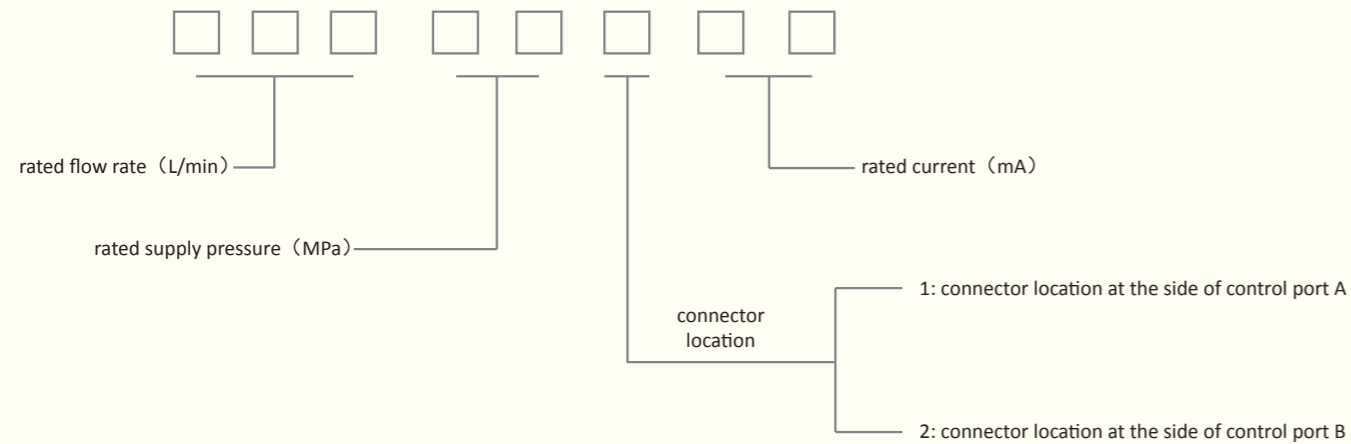 rated flow rate（L/min）
rated current（mA）
rated supply pressure（MPa）
1: connector location at the side of control port A
connector
location
2: connector location at the side of control port B